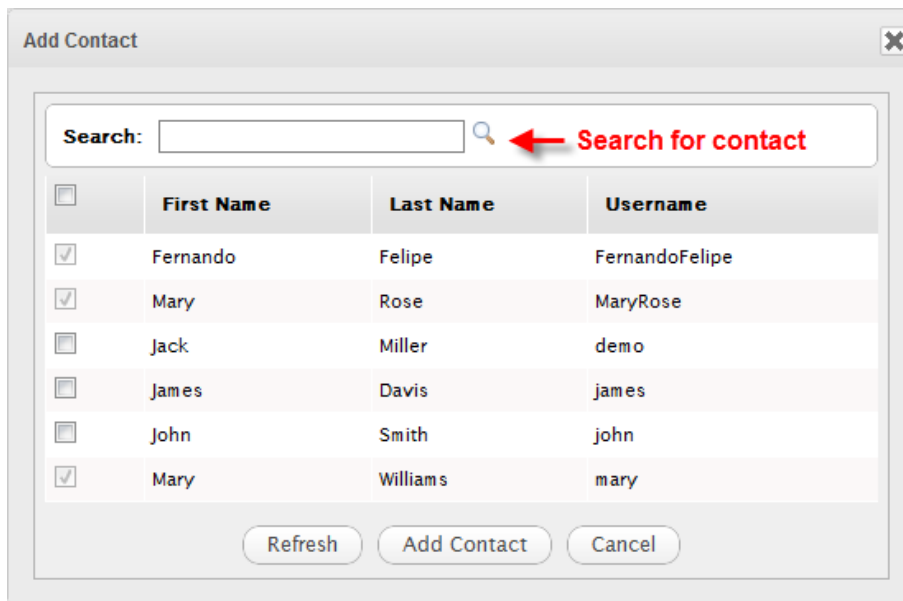 Add Contact
Search: Search for contact
First Name Last Name Username
Fernando Felipe FernandoFelipe
Mary Rose MaryRose
Jack Miller demo
James Davis james
John Smith john
Mary Williams mary
Refresh Add Contact Cancel